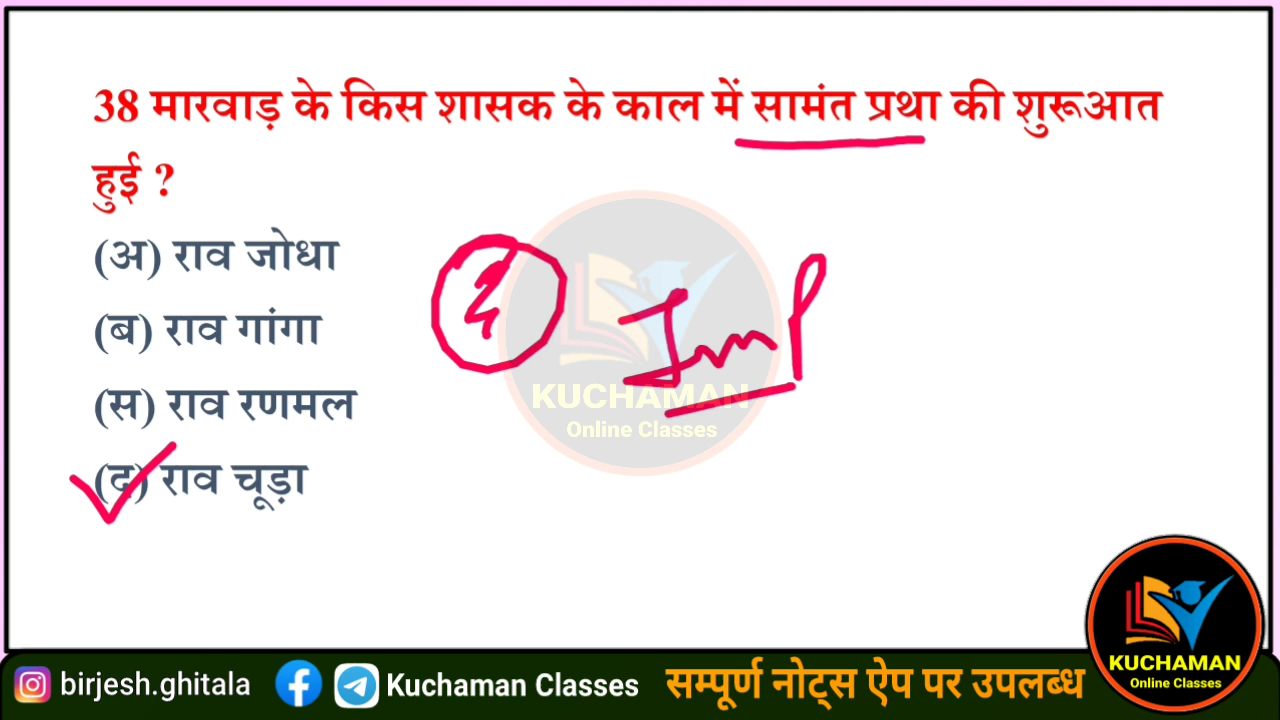 38 मारवाड़ के किस शासक के काल में सामंत प्रथा की शुरूआत
हुई ?
(अ) राव जोधा
(ब) राव गांगा
(स) राव रणमल
(द) राव चूड़ा
द
Imp
KUCHAMAN
Online Classes
KUCHAMAN
Online Classes
birjesh.ghitala
Kuchaman Classes
सम्पूर्ण नोट्स ऐप पर उपलब्ध